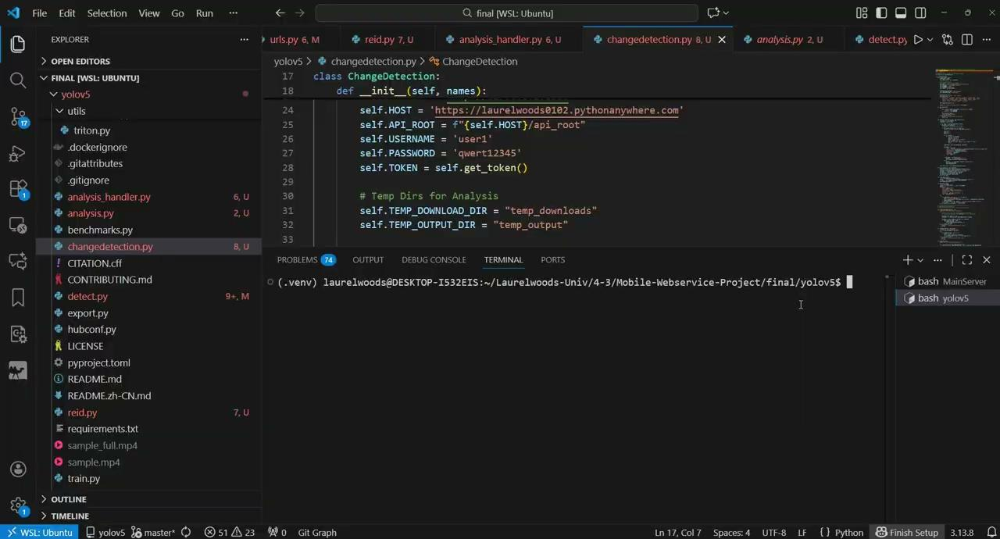 File Edit Selection View Go Run ··· final [WSL: Ubuntu]
EXPLORER ···
urls.py 6, M reid.py 7, U analysis_handler.py 6, U changedetection.py 8, U analysis.py 2, U detect.py ···
OPEN EDITORS
yolov5 > changedetection.py > ChangeDetection
FINAL [WSL: UBUNTU]
yolov5
utils
triton.py
.dockerignore
.gitattributes
.gitignore
analysis_handler.py 6, U
analysis.py 2, U
benchmarks.py
changedetection.py 8, U
CITATION.cff
CONTRIBUTING.md
detect.py 9+, M
export.py
hubconf.py
LICENSE
pyproject.toml
README.md
README.zh-CN.md
reid.py 7, U
requirements.txt
sample_full.mp4
sample.mp4
train.py
OUTLINE
TIMELINE
17 class ChangeDetection:
18 def __init__(self, names):
24 self.HOST = 'https://laurelwoods0102.pythonanywhere.com'
25 self.API_ROOT = f"{self.HOST}/api_root"
26 self.USERNAME = 'user1'
27 self.PASSWORD = 'qwert12345'
28 self.TOKEN = self.get_token()
29
30 # Temp Dirs for Analysis
31 self.TEMP_DOWNLOAD_DIR = "temp_downloads"
32 self.TEMP_OUTPUT_DIR = "temp_output"
33
PROBLEMS 74 OUTPUT DEBUG CONSOLE TERMINAL PORTS ···
(.venv) laurelwoods@DESKTOP-I532EIS:~/Laurelwoods-Univ/4-3/Mobile-Webservice-Project/final/yolov5$
bash MainServer
bash yolov5
17
1
1
WSL: Ubuntu yolov5 master* 51 23 0 Git Graph Ln 17, Col 7 Spaces: 4 UTF-8 LF {} Python Finish Setup 3.13.8